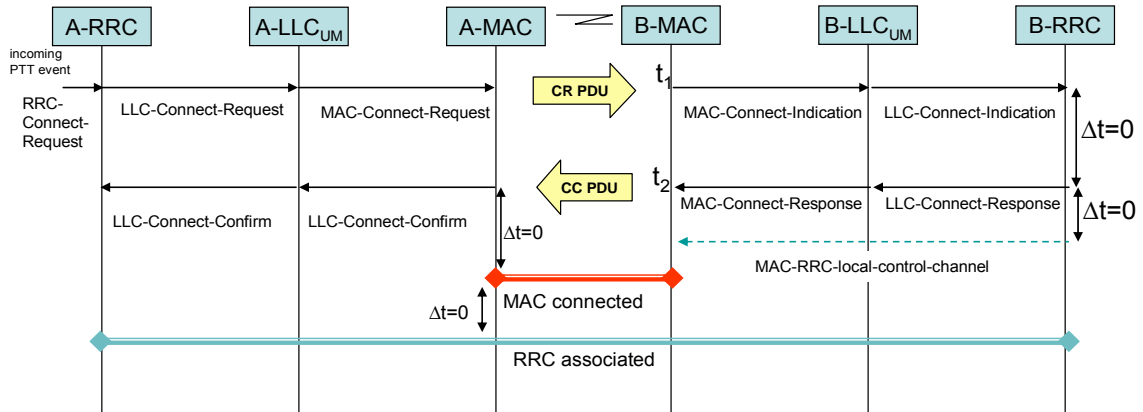 A-RRC
A-LLCUM
A-MAC
B-MAC
B-LLCUM
B-RRC
incoming
PTT event
RRC-
Connect-
Request
LLC-Connect-Request
MAC-Connect-Request
CR PDU
t1
MAC-Connect-Indication
LLC-Connect-Indication
Δt=0
CC PDU
t2
LLC-Connect-Confirm
LLC-Connect-Confirm
MAC-Connect-Response
LLC-Connect-Response
Δt=0
Δt=0
MAC-RRC-local-control-channel
MAC connected
Δt=0
RRC associated